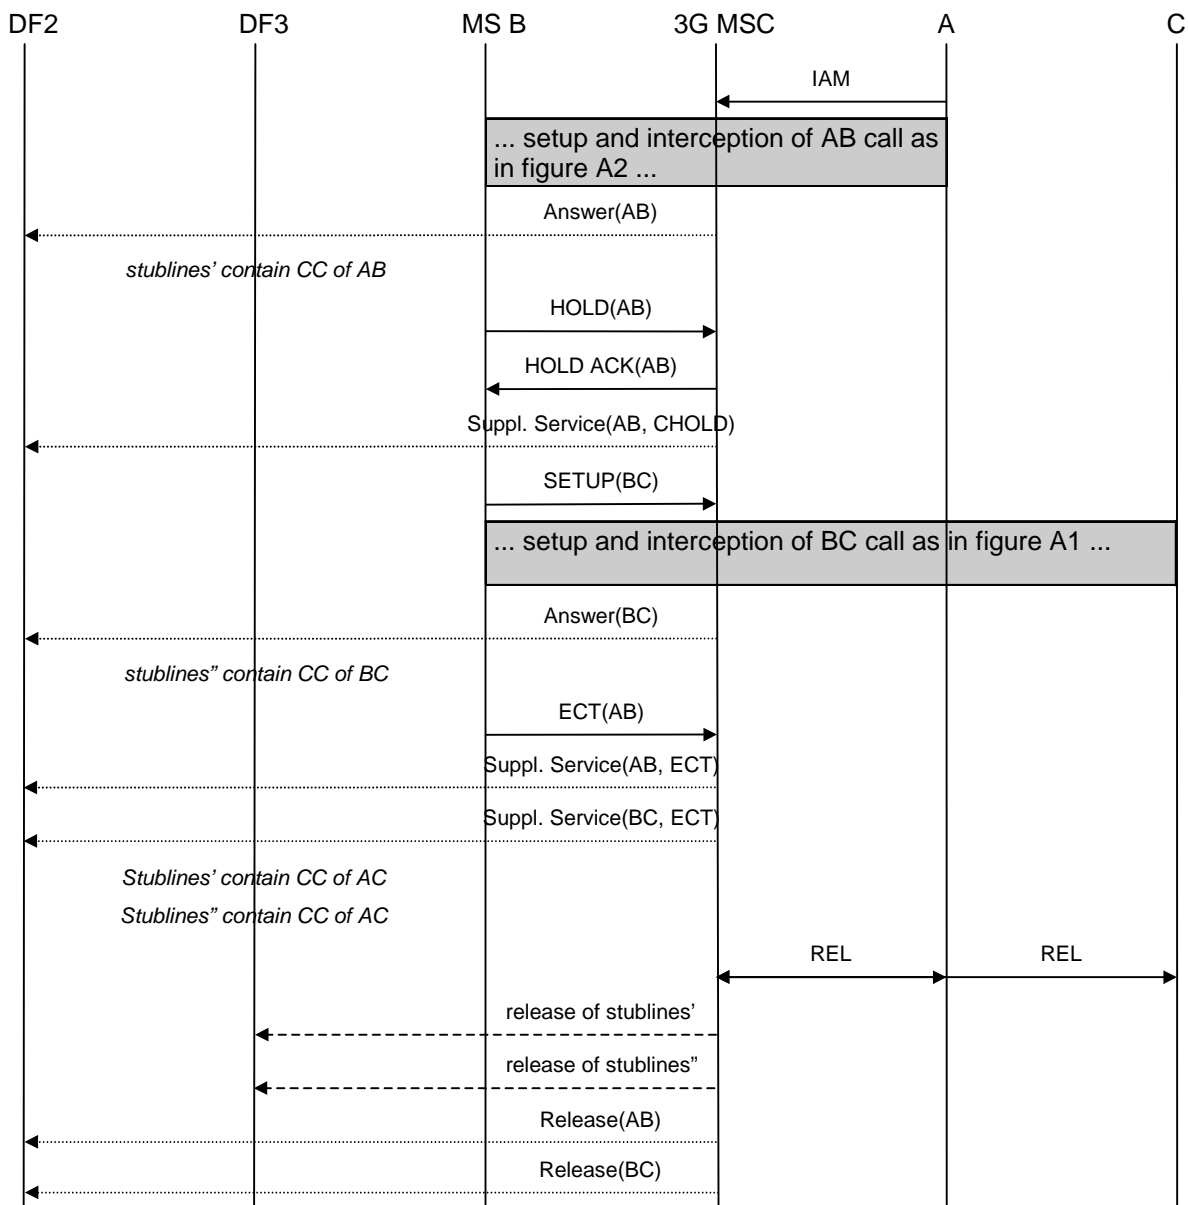 DF2 DF3 MS B 3G MSC A C
IAM
... setup and interception of AB call as
in figure A2 ...
Answer(AB)
stublines’ contain CC of AB
HOLD(AB)
HOLD ACK(AB)
Suppl. Service(AB, CHOLD)
SETUP(BC)
... setup and interception of BC call as in figure A1 ...
Answer(BC)
stublines” contain CC of BC
ECT(AB)
Suppl. Service(AB, ECT)
Suppl. Service(BC, ECT)
Stublines’ contain CC of AC
Stublines” contain CC of AC
REL REL
release of stublines’
release of stublines”
Release(AB)
Release(BC)